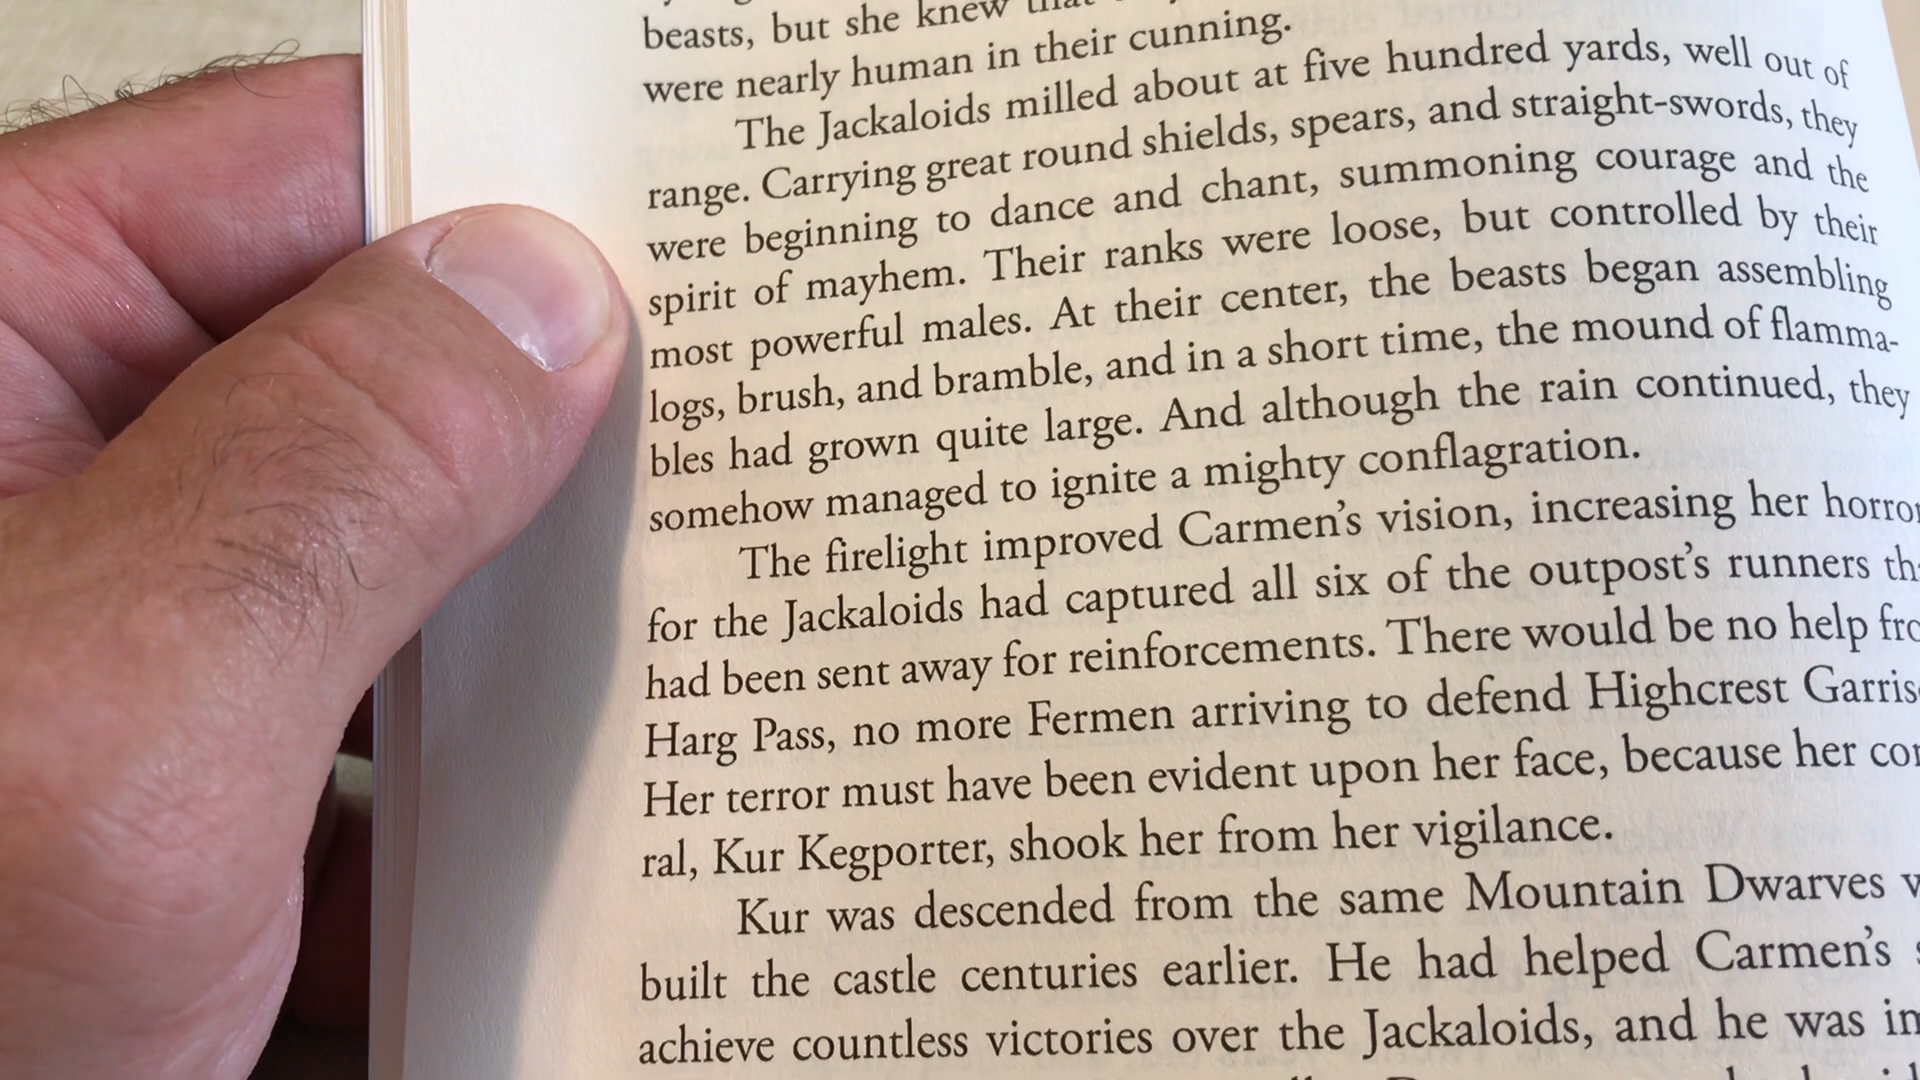 beasts, but she knew
were nearly human in their cunning.
The Jackaloids milled about at five hundred yards, well out of
range. Carrying great round shields, spears, and straight-swords, they
were beginning to dance and chant, summoning courage and the
spirit of mayhem. Their ranks were loose, but controlled by their
most powerful males. At their center, the beasts began assembling
logs, brush, and bramble, and in a short time, the mound of flamma-
bles had grown quite large. And although the rain continued, they
somehow managed to ignite a mighty conflagration.
The firelight improved Carmen's vision, increasing her
for the Jackaloids had captured all six of the outpost's runners
had been sent away for reinforcements. There would be no help
Harg Pass, no more Fermen arriving to defend Highcrest
Her terror must have been evident upon her face, because her
ral, Kur Kegporter, shook her from her vigilance.
Kur was descended from the same Mountain Dwarves
built the castle centuries earlier. He had helped Carmen's
achieve countless victories over the Jackaloids, and he was